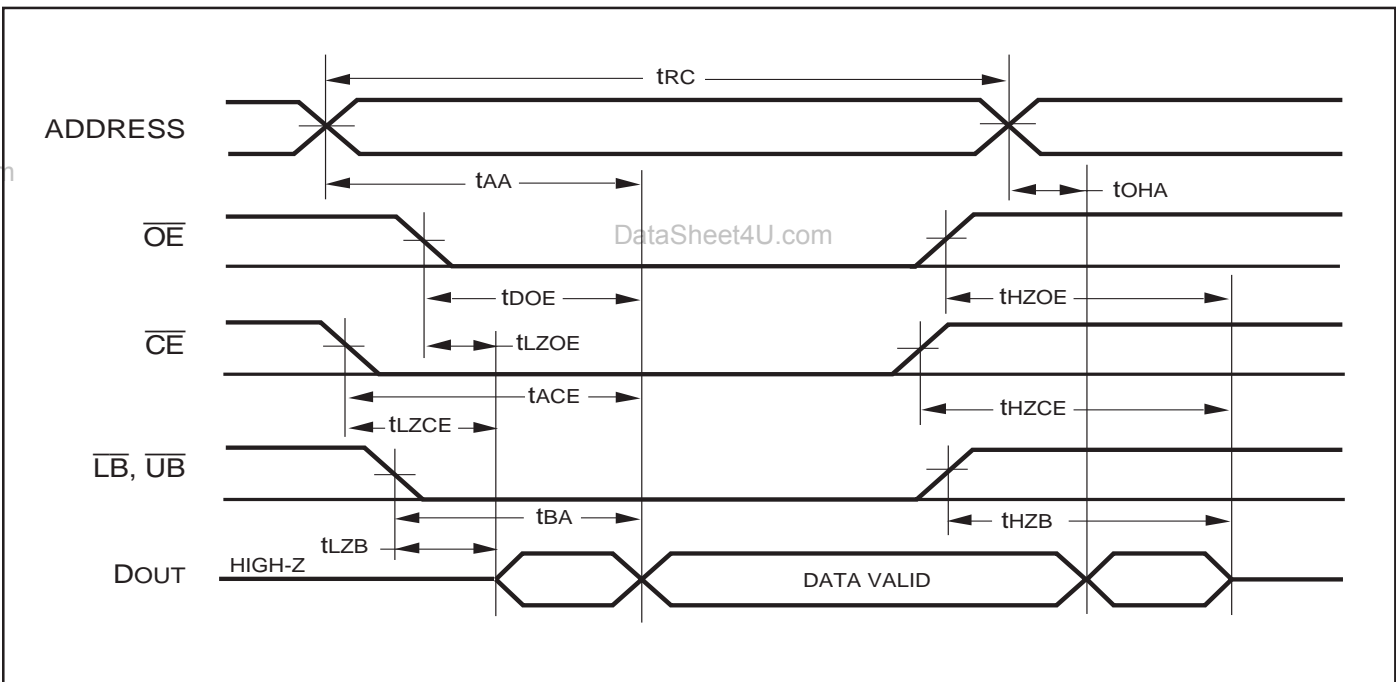 tRC
ADDRESS
m
tAA
tOHA
OE
DataSheet4U.com
tDOE
tHZOE
CE
tLZOE
tACE
tHZCE
tLZCE
LB, UB
tBA
tHZB
tLZB
DOUT
HIGH-Z
DATA VALID